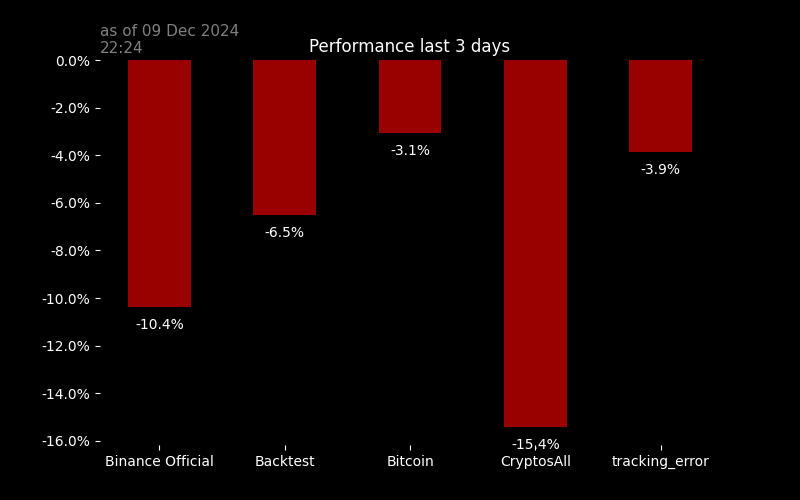 as of 09 Dec 2024
22:24
Performance last 3 days
0.0%
-2.0%
-4.0%
-6.0%
-8.0%
-10.0%
-12.0%
-14.0%
-16.0%
-10.4%
-6.5%
-3.1%
-15.4%
-3.9%
Binance Official
Backtest
Bitcoin
CryptosAll
tracking_error